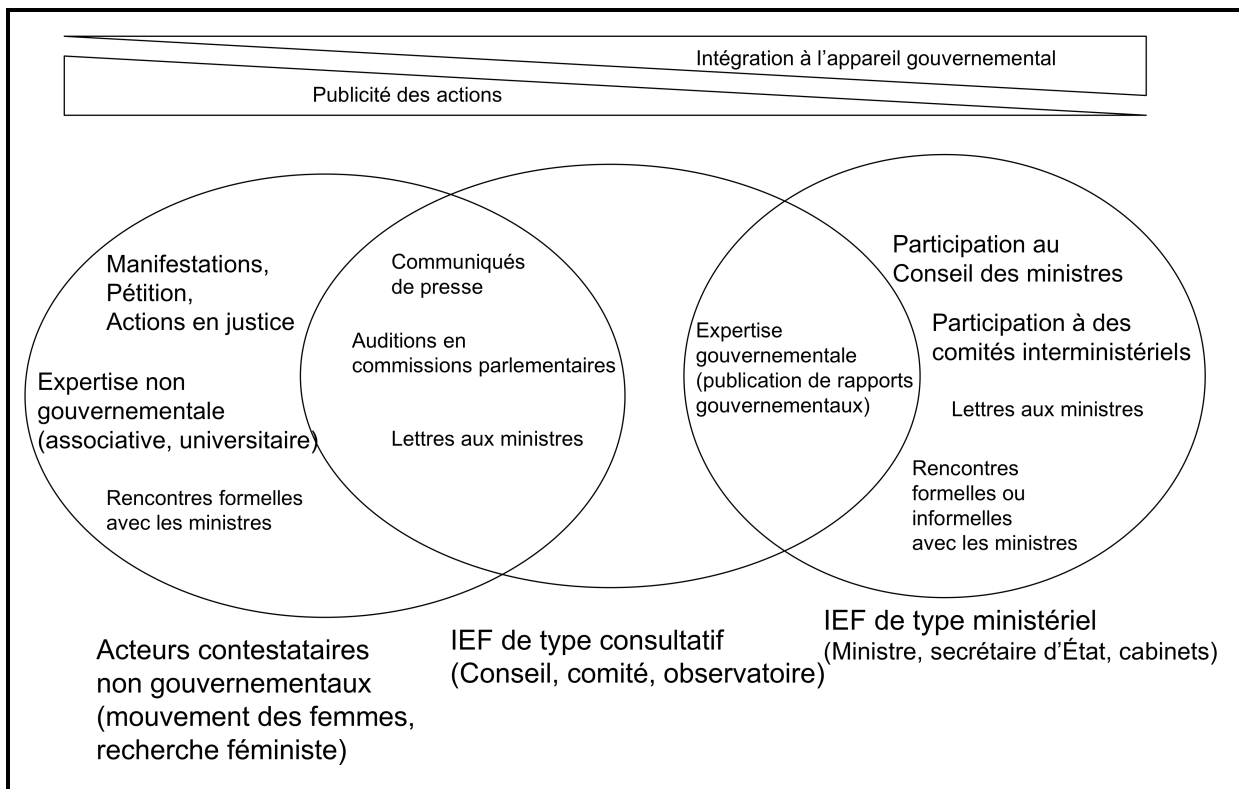 Intégration à l'appareil gouvernemental
Publicité des actions
Manifestations,
Pétition,
Actions en justice
Expertise non
gouvernementale
(associative, universitaire)
Rencontres formelles
avec les ministres
Communiqués
de presse
Auditions en
commissions parlementaires
Lettres aux ministres
Expertise
gouvernementale
(publication de rapports
gouvernementaux)
Participation au
Conseil des ministres
Participation à des
comités interministériels
Lettres aux ministres
Rencontres
formelles ou
informelles
avec les ministres
Acteurs contestataires
non gouvernementaux
(mouvement des femmes,
recherche féministe)
IEF de type consultatif
(Conseil, comité, observatoire)
IEF de type ministériel
(Ministre, secrétaire d'État, cabinets)